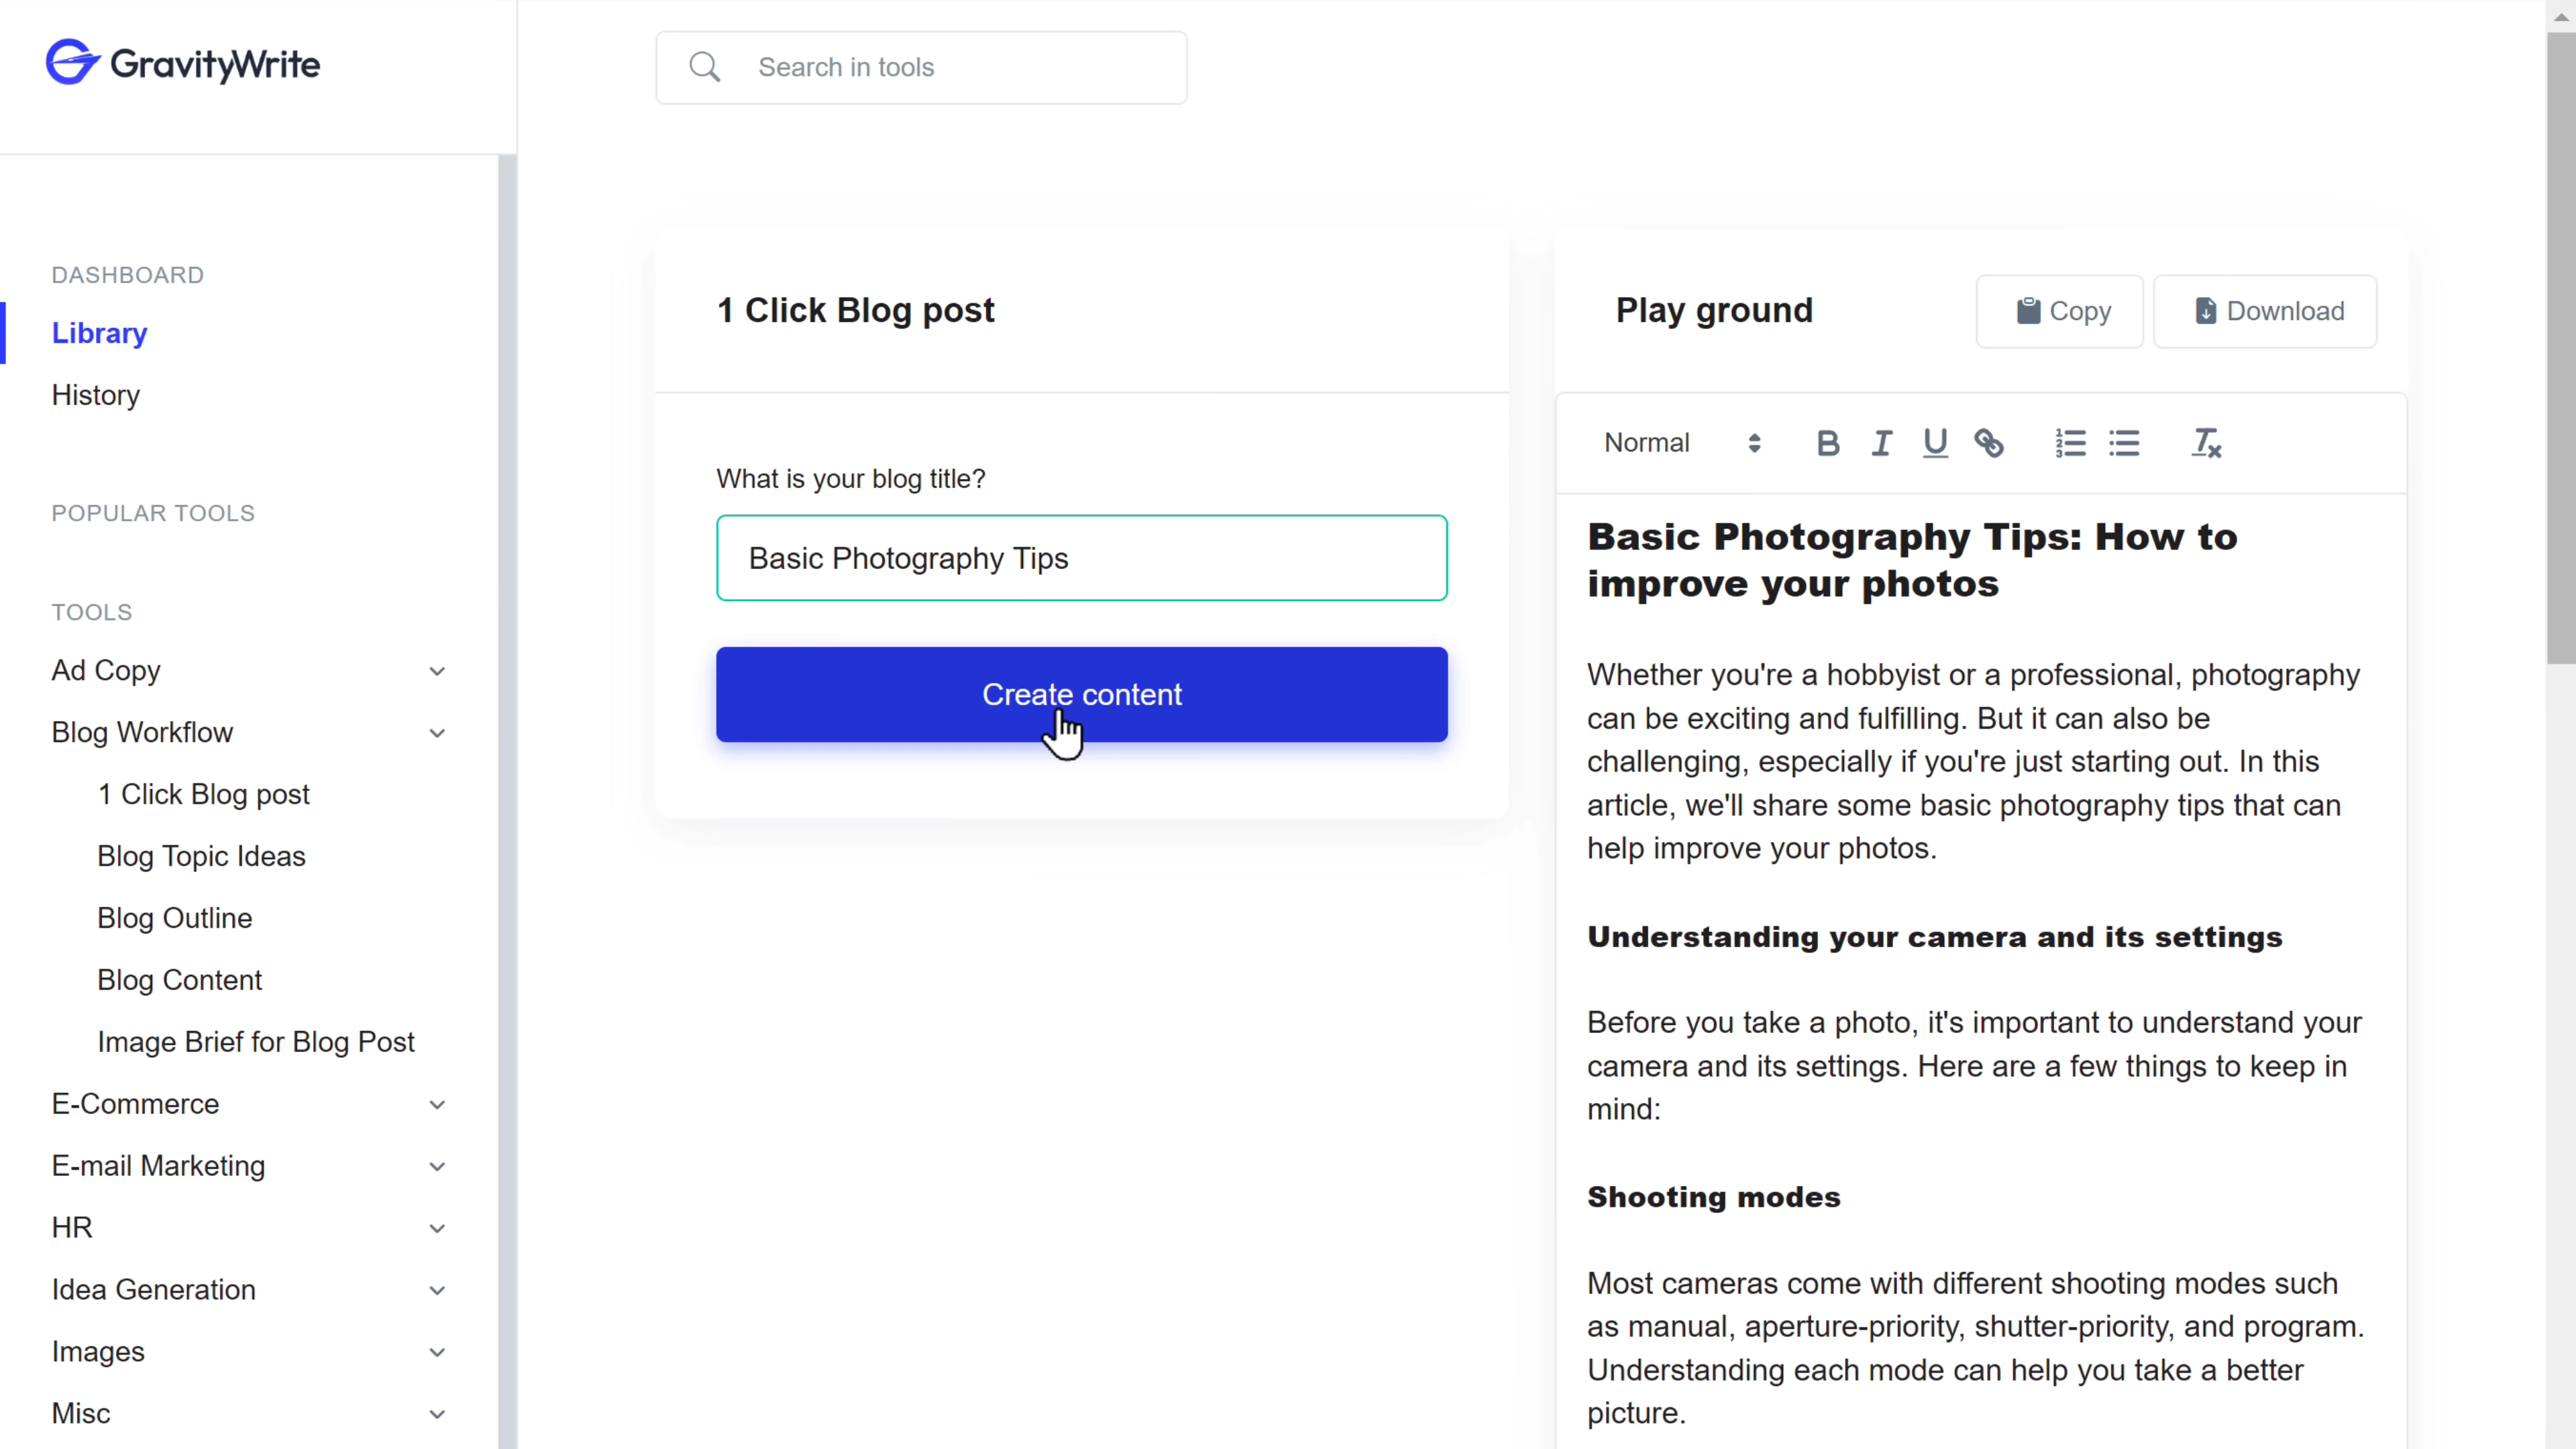 GravityWrite
Search in tools
DASHBOARD
Library
History
POPULAR TOOLS
TOOLS
Ad Copy
Blog Workflow
1 Click Blog post
Blog Topic Ideas
Blog Outline
Blog Content
Image Brief for Blog Post
E-Commerce
E-mail Marketing
HR
Idea Generation
Images
Misc
1 Click Blog post
What is your blog title?
Basic Photography Tips
Create content
Play ground
Copy
Download
Normal
Basic Photography Tips: How to
improve your photos
Whether you're a hobbyist or a professional, photography
can be exciting and fulfilling. But it can also be
challenging, especially if you're just starting out. In this
article, we'll share some basic photography tips that can
help improve your photos.
Understanding your camera and its settings
Before you take a photo, it's important to understand your
camera and its settings. Here are a few things to keep in
mind:
Shooting modes
Most cameras come with different shooting modes such
as manual, aperture-priority, shutter-priority, and program.
Understanding each mode can help you take a better
picture.